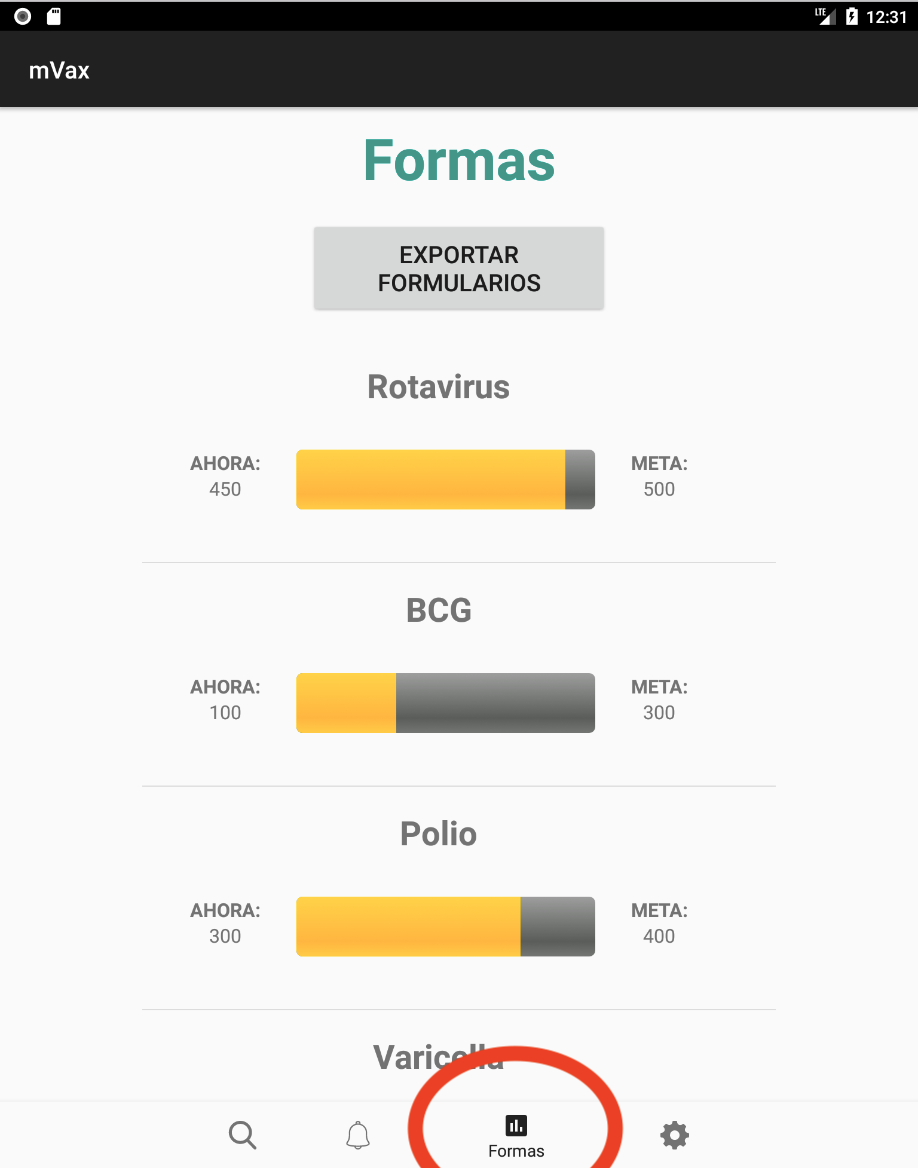 LTE 12:31
mVax
Formas
EXPORTAR
FORMULARIOS
Rotavirus
AHORA:
450
META:
500
BCG
AHORA:
100
META:
300
Polio
AHORA:
300
META:
400
Varicella
Formas